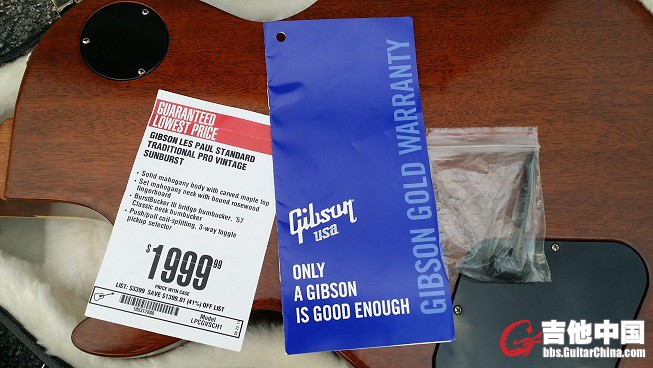 GUARANTEED
LOWEST PRICE
GIBSON LES PAUL STANDARD
TRADITIONAL PRO VINTAGE
SUNBURST
• Solid mahogany body with carved maple top
• Set mahogany neck with bound rosewood
fingerboard
• BurstBucker III bridge humbucker, '57
Classic neck humbucker
• Push/pull coil-splitting, 3-way toggle
pickup selector
$1999.99
PRICE WITH CASE
LIST: $3399 SAVE $1399.01 (41%) OFF LIST
Model
LPCGVSCH1
GIBSON GOLD WARRANTY
Gibson
USA
ONLY
A GIBSON
IS GOOD ENOUGH
吉他中国
bbs.GuitarChina.com